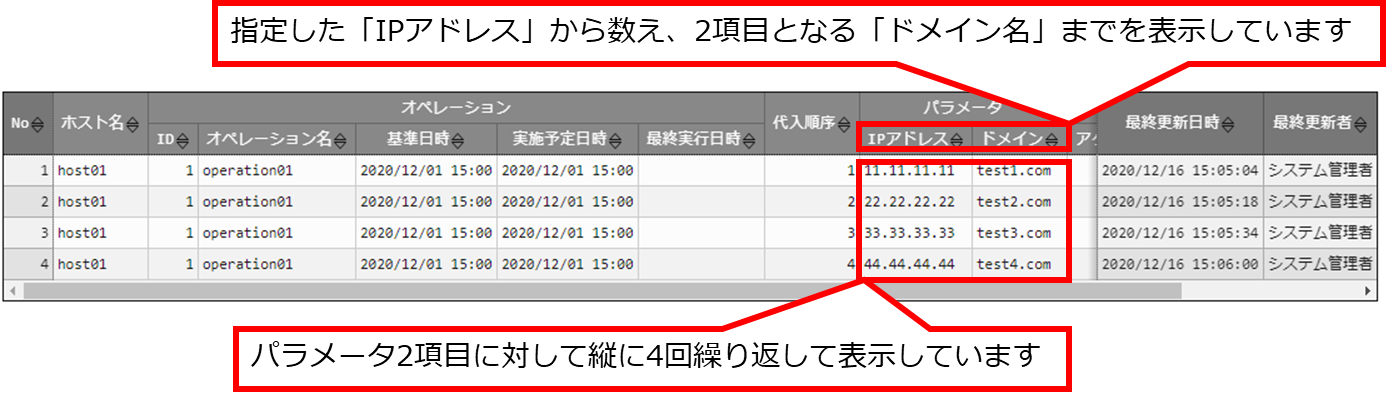 指定した「IPアドレス」から数え、2項目となる「ドメイン名」までを表示しています
No ホスト名 オペレーション 代入順序 パラメータ 最終更新日時 最終更新者
ID オペレーション名 基準日時 実施予定日時 最終実行日時 IPアドレス ドメイン
1 host01 1 operation01 2020/12/01 15:00 2020/12/01 15:00 1 11.11.11.11 test1.com 2020/12/16 15:05:04 システム管理者
2 host01 1 operation01 2020/12/01 15:00 2020/12/01 15:00 2 22.22.22.22 test2.com 2020/12/16 15:05:18 システム管理者
3 host01 1 operation01 2020/12/01 15:00 2020/12/01 15:00 3 33.33.33.33 test3.com 2020/12/16 15:05:34 システム管理者
4 host01 1 operation01 2020/12/01 15:00 2020/12/01 15:00 4 44.44.44.44 test4.com 2020/12/16 15:06:00 システム管理者
パラメータ2項目に対して縦に4回繰り返して表示しています